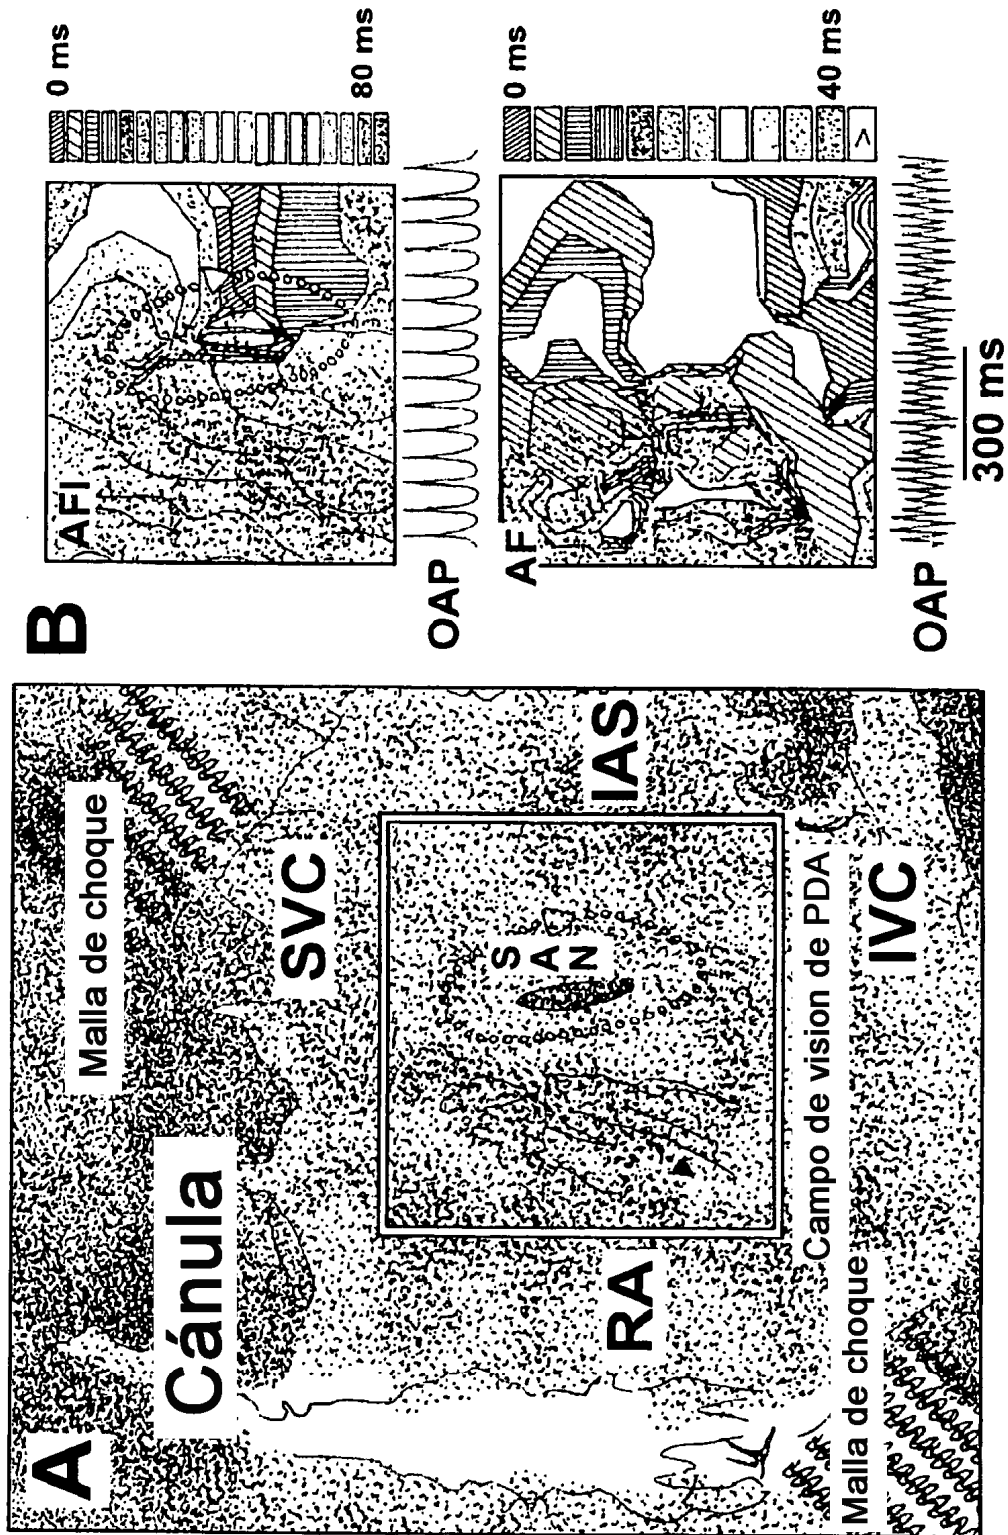 A
Malla de choque
Cánula
SVC
S
A
N
RA
IAS
Campo de vision de PDA
Malla de choque
IVC
B
AFl
0 ms
80 ms
OAP
AF
0 ms
40 ms
>
OAP
300 ms